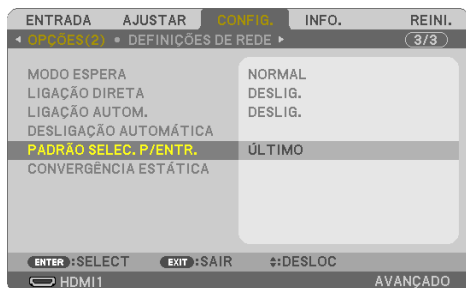 ENTRADA AJUSTAR CONFIG. INFO. REINI.
OPÇÕES(2) • DEFINIÇÕES DE REDE 3/3
MODO ESPERA NORMAL
LIGAÇÃO DIRETA DESLIG.
LIGAÇÃO AUTOM. DESLIG.
DESLIGAÇÃO AUTOMÁTICA
PADRÃO SELEC. P/ENTR. ÚLTIMO
CONVERGÊNCIA ESTÁTICA
ENTER :SELECT EXIT :SAIR :DESLOC
HDMI1 AVANÇADO